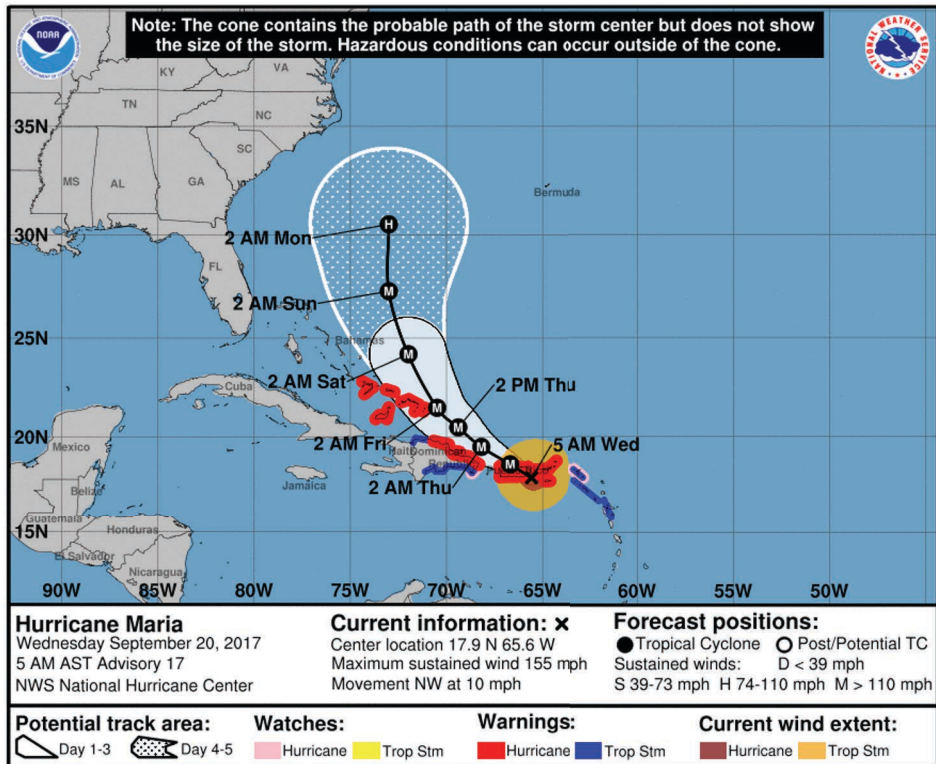 Note: The cone contains the probable path of the storm center but does not show
the size of the storm. Hazardous conditions can occur outside of the cone.
NOAA
NATIONAL WEATHER SERVICE
KY
VA
TN
NC
35N
SC
MS
AL
GA
Bermuda
30N
2 AM Mon
FL
2 AM Sun
25N
Bahamas
2 AM Sat
2 PM Thu
Cuba
20N
2 AM Fri
5 AM Wed
Mexico
Haiti
Dominican
Republic
Jamaica
2 AM Thu
Belize
Guatemala
Honduras
15N
El Salvador
Nicaragua
90W 85W 80W 75W 70W 65W 60W 55W 50W
H
M
M
M
M
M
M
Hurricane Maria
Wednesday September 20, 2017
5 AM AST Advisory 17
NWS National Hurricane Center
Current information: ×
Center location 17.9 N 65.6 W
Maximum sustained wind 155 mph
Movement NW at 10 mph
Forecast positions:
Tropical Cyclone Post/Potential TC
Sustained winds: D < 39 mph
S 39-73 mph H 74-110 mph M > 110 mph
Potential track area:
Day 1-3 Day 4-5
Watches:
Hurricane Trop Stm
Warnings:
Hurricane Trop Stm
Current wind extent:
Hurricane Trop Stm